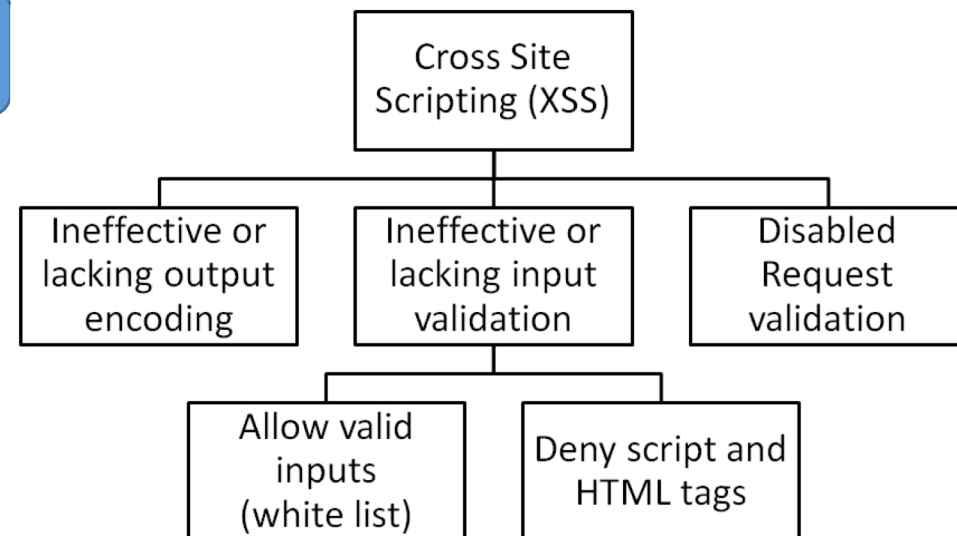 Cross Site
Scripting (XSS)
Ineffective or
lacking output
encoding
Ineffective or
lacking input
validation
Disabled
Request
validation
Allow valid
inputs
(white list)
Deny script and
HTML tags